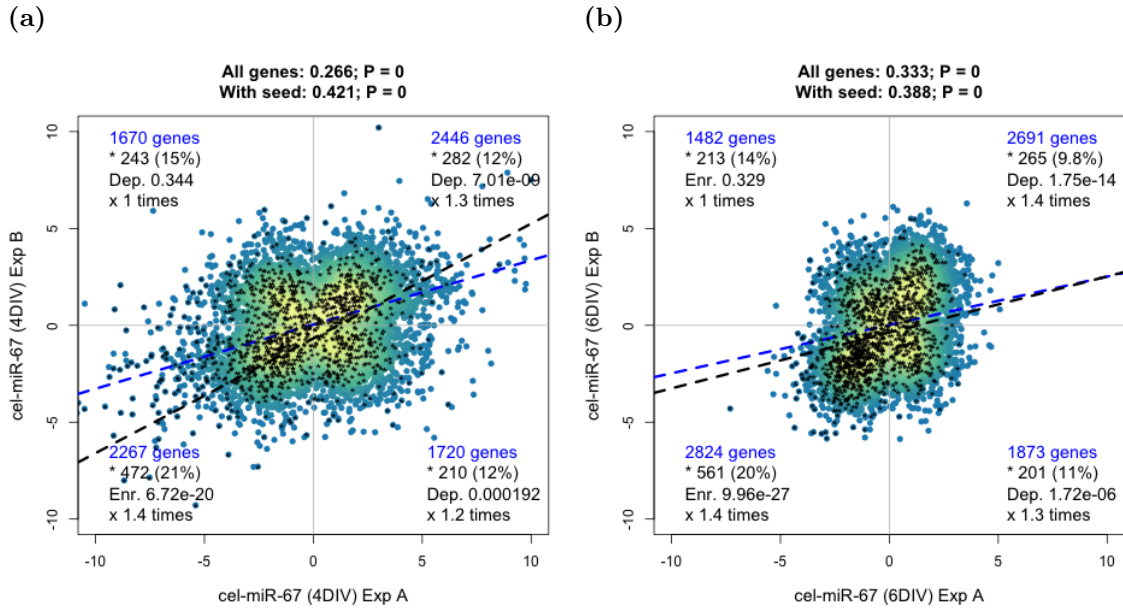 (a)
All genes: 0.266; P = 0
With seed: 0.421; P = 0
1670 genes
* 243 (15%)
Dep. 0.344
x 1 times
2446 genes
* 282 (12%)
Dep. 7.01e-09
x 1.3 times
2267 genes
* 472 (21%)
Enr. 6.72e-20
x 1.4 times
1720 genes
* 210 (12%)
Dep. 0.000192
x 1.2 times
10
5
0
-5
-10
cel-miR-67 (4DIV) Exp B
-10 -5 0 5 10
cel-miR-67 (4DIV) Exp A
(b)
All genes: 0.333; P = 0
With seed: 0.388; P = 0
1482 genes
* 213 (14%)
Enr. 0.329
x 1 times
2691 genes
* 265 (9.8%)
Dep. 1.75e-14
x 1.4 times
2824 genes
* 561 (20%)
Enr. 9.96e-27
x 1.4 times
1873 genes
* 201 (11%)
Dep. 1.72e-06
x 1.3 times
10
5
0
-5
-10
cel-miR-67 (6DIV) Exp B
-10 -5 0 5 10
cel-miR-67 (6DIV) Exp A